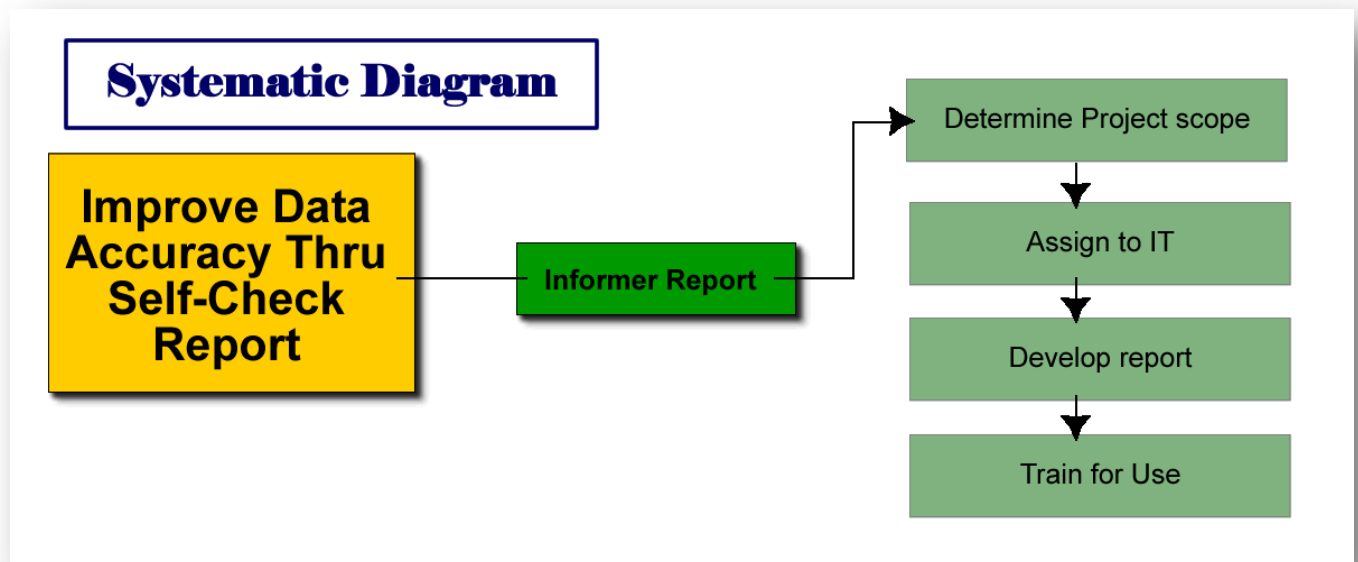 Systematic Diagram
Improve Data
Accuracy Thru
Self-Check
Report
Informer Report
Determine Project scope
Assign to IT
Develop report
Train for Use